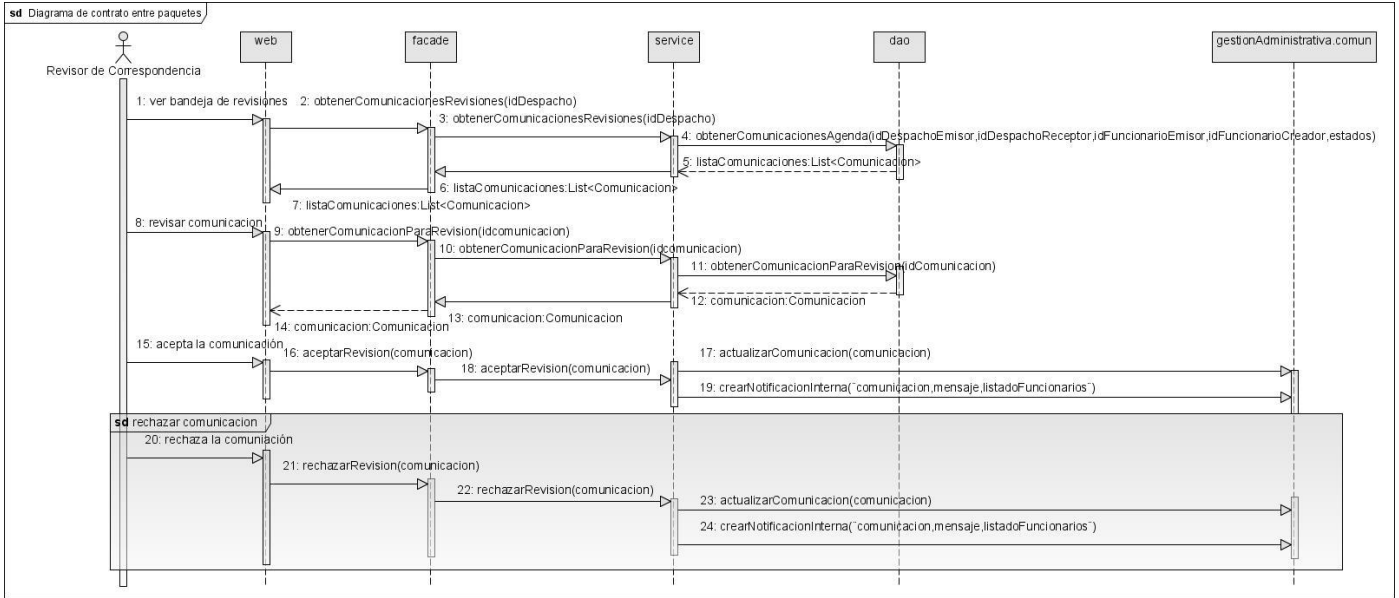 sd Diagrama de contrato entre paquetes
web
facade
service
dao
gestionAdministrativa.comun
Revisor de Correspondencia
1: ver bandeja de revisiones
2: obtenerComunicacionesRevisiones(idDespacho)
3: obtenerComunicacionesRevisiones(idDespacho)
4: obtenerComunicacionesAgenda(idDespachoEmisor,idDespachoReceptor,idFuncionarioEmisor,idFuncionarioCreador,estados)
5: listaComunicaciones:List<Comunicacion>
6: listaComunicaciones:List<Comunicacion>
7: listaComunicaciones:List<Comunicacion>
8: revisar comunicacion
9: obtenerComunicacionParaRevision(idcomunicacion)
10: obtenerComunicacionParaRevision(idcomunicacion)
11: obtenerComunicacionParaRevision(idComunicacion)
12: comunicacion:Comunicacion
13: comunicacion:Comunicacion
14: comunicacion:Comunicacion
15: acepta la comunicación
16: aceptarRevision(comunicacion)
17: actualizarComunicacion(comunicacion)
18: aceptarRevision(comunicacion)
19: crearNotificacionInterna(¨comunicacion,mensaje,listadoFuncionarios¨)
sd rechazar comunicacion
20: rechaza la comuniación
21: rechazarRevision(comunicacion)
22: rechazarRevision(comunicacion)
23: actualizarComunicacion(comunicacion)
24: crearNotificacionInterna(¨comunicacion,mensaje,listadoFuncionarios¨)